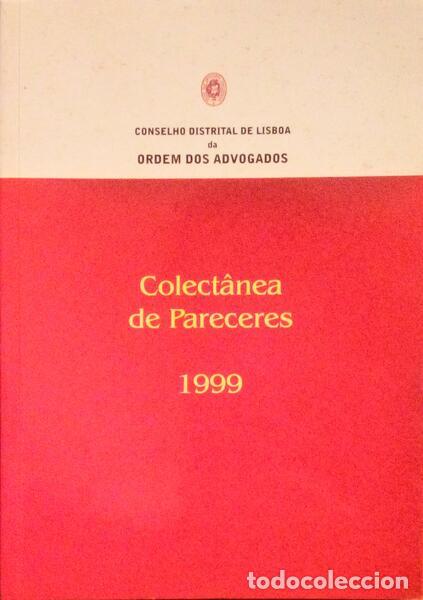 CONSELHO DISTRITAL DE LISBOA
da
ORDEM DOS ADVOGADOS
Colectânea
de Pareceres
1999
todocoleccion